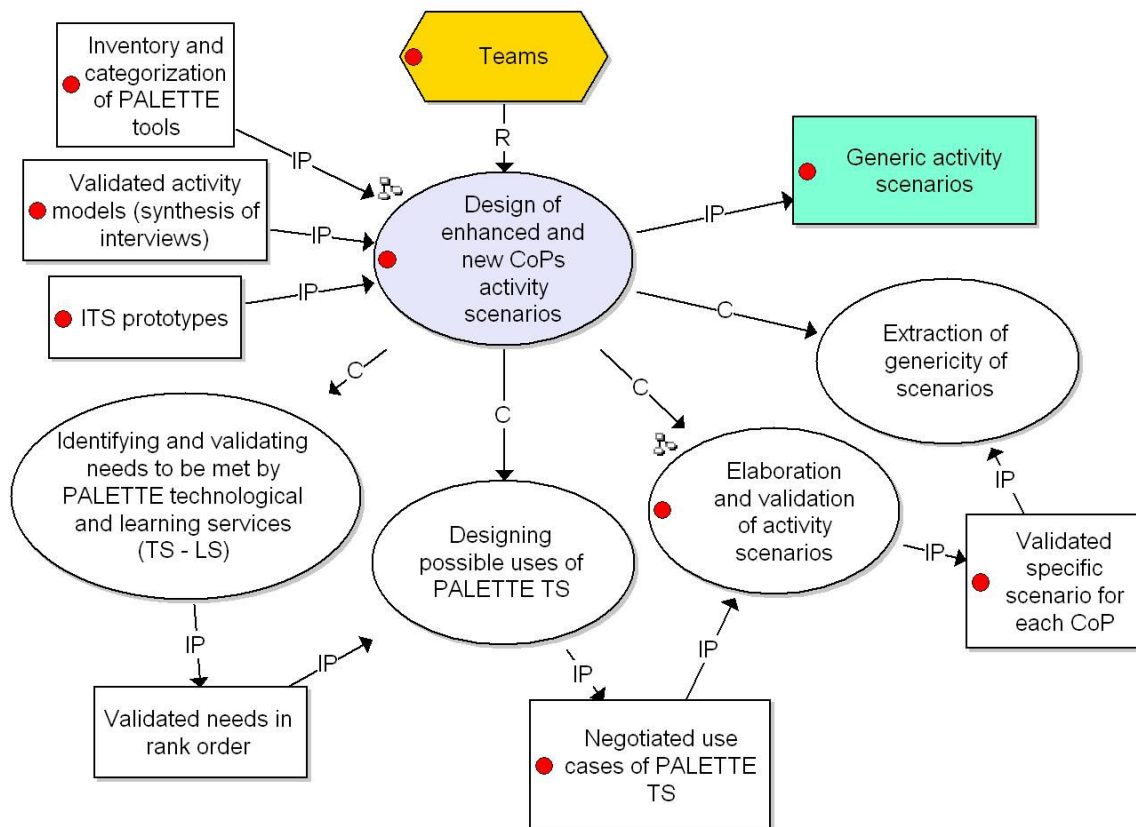 Inventory and
categorization
of PALETTE
tools
Teams
R
IP
Generic activity
scenarios
Validated activity
models (synthesis of
interviews)
IP
Design of
enhanced and
new CoPs
activity
scenarios
IP
ITS prototypes
IP
C
Extraction of
genericity of
scenarios
C
C
C
Identifying and validating
needs to be met by
PALETTE technological
and learning services
(TS - LS)
Elaboration
and validation
of activity
scenarios
IP
Designing
possible uses of
PALETTE TS
IP
Validated
specific
scenario for
each CoP
IP
IP
IP
IP
Validated needs in
rank order
Negotiated use
cases of PALETTE
TS